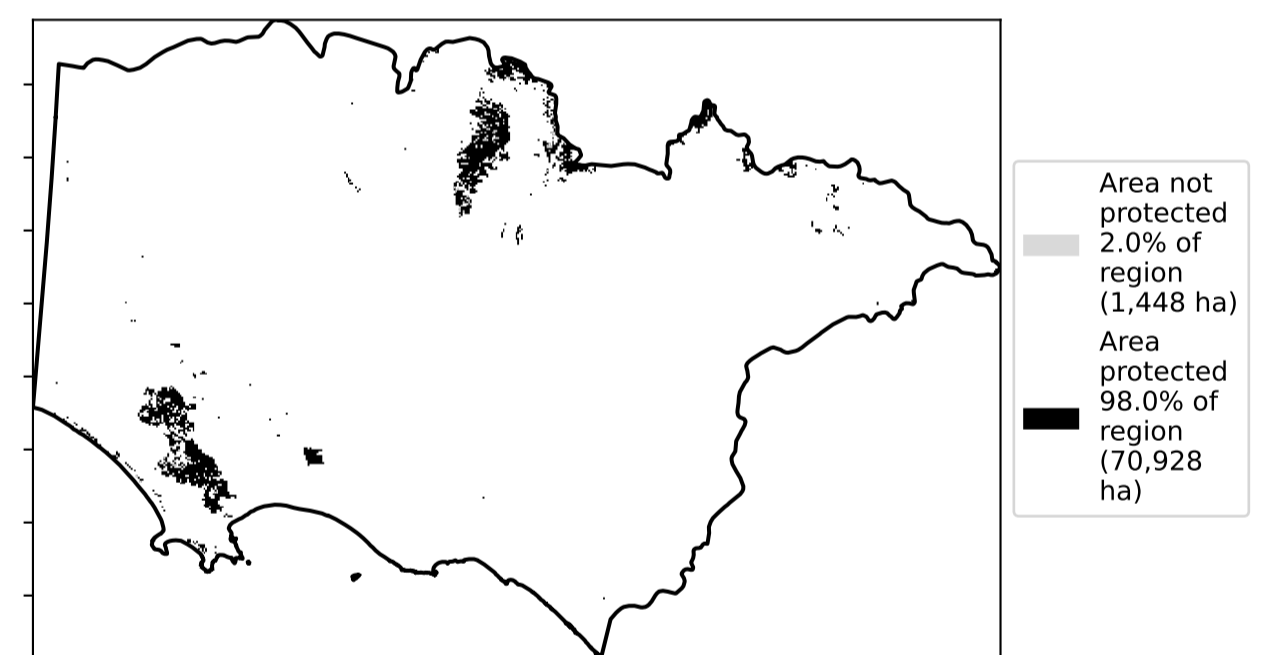 Area not
protected
2.0% of
region
(1,448 ha)
Area
protected
98.0% of
region
(70,928
ha)